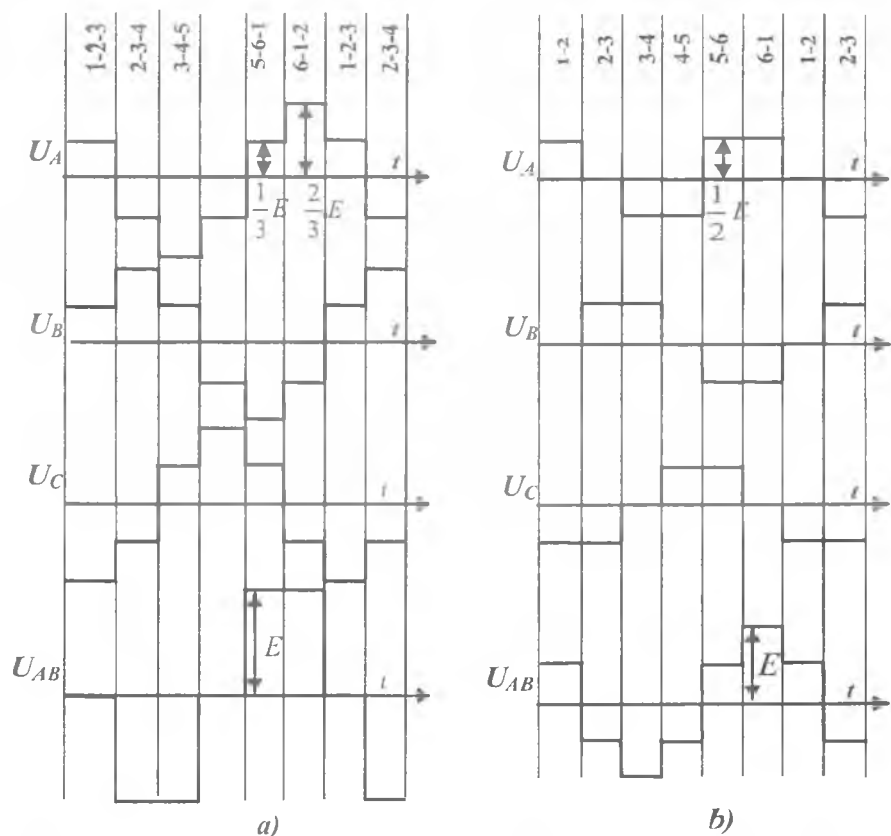 1-2-3 2-3-4 3-4-5 5-6-1 6-1-2 1-2-3 2-3-4
U_A t
1/3 E 2/3 E
U_B t
U_C t
E
U_AB t
a)
1-2 2-3 3-4 4-5 5-6 6-1 1-2 2-3
U_A t
1/2 E
U_B t
U_C t
E
U_AB t
b)